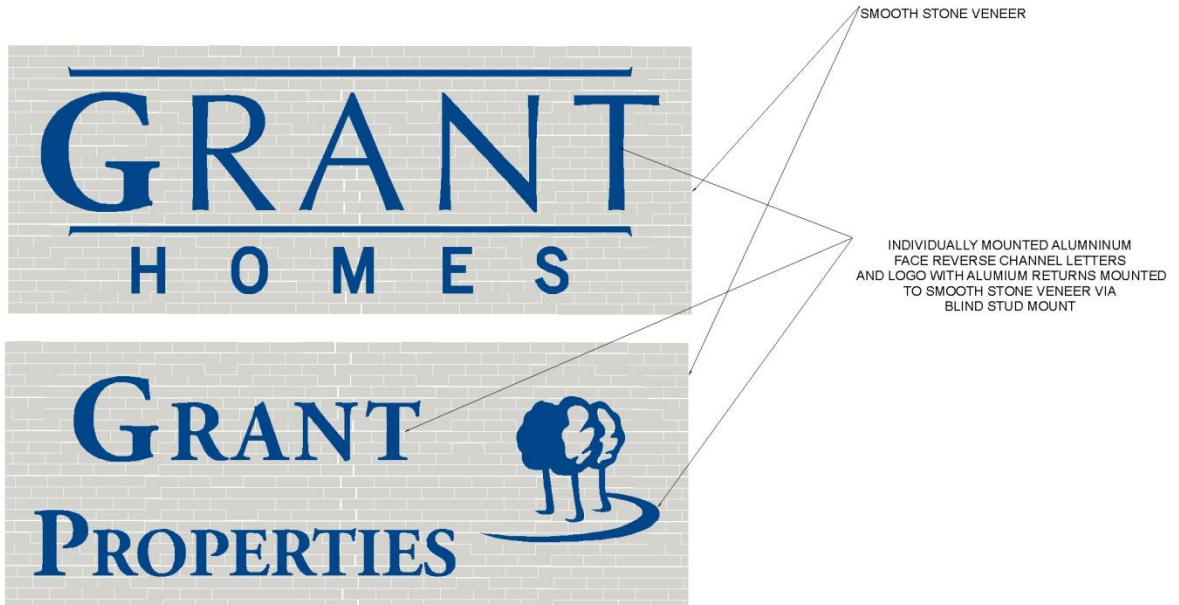 SMOOTH STONE VENEER
GRANT
HOMES
INDIVIDUALLY MOUNTED ALUMNINUM
FACE REVERSE CHANNEL LETTERS
AND LOGO WITH ALUMIUM RETURNS MOUNTED
TO SMOOTH STONE VENEER VIA
BLIND STUD MOUNT
GRANT
PROPERTIES